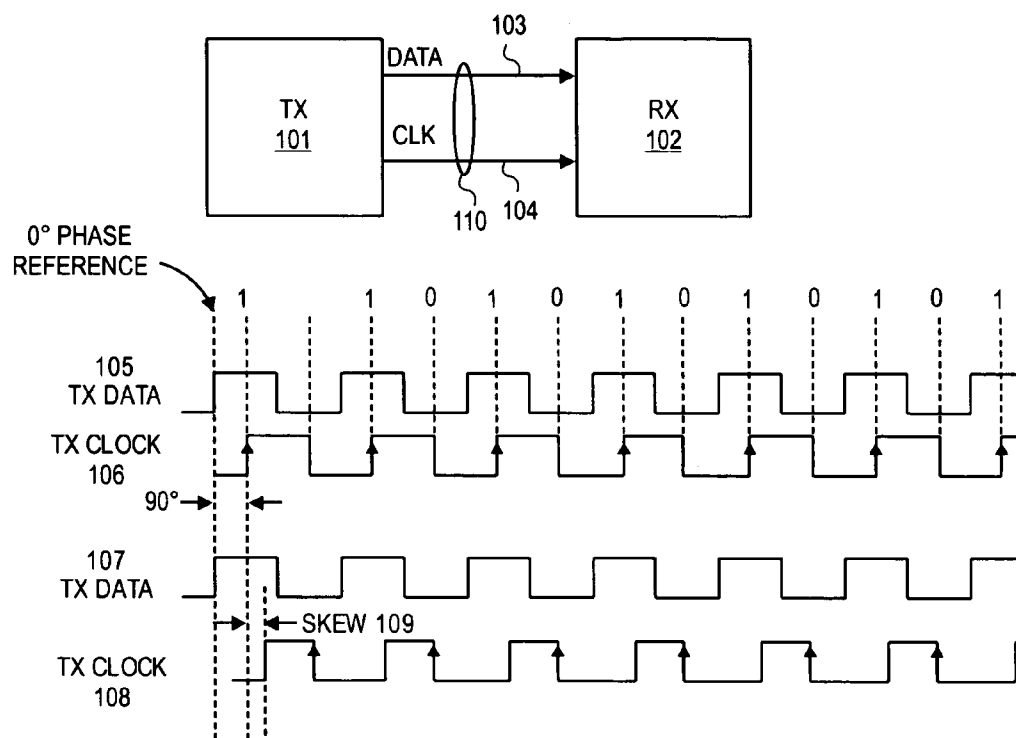 103
DATA
TX
101
RX
102
CLK
110
104
0° PHASE
REFERENCE
1 1 0 1 0 1 0 1 0 1 0 1
105
TX DATA
TX CLOCK
106
90°
107
TX DATA
SKEW 109
TX CLOCK
108